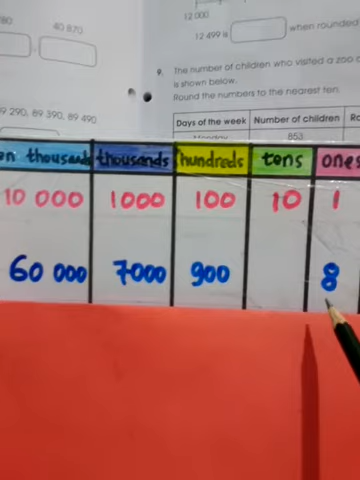 80
40 870
12 000
12 499 is
when rounded
9.
The number of children who visited a zoo
is shown below.
Round the numbers to the nearest ten.
9 290, 89 390, 89 490
Days of the week
Number of children
853
thousands
thousands
hundreds
tens
ones
10 000
1000
100
10
1
60 000
7000
900
8